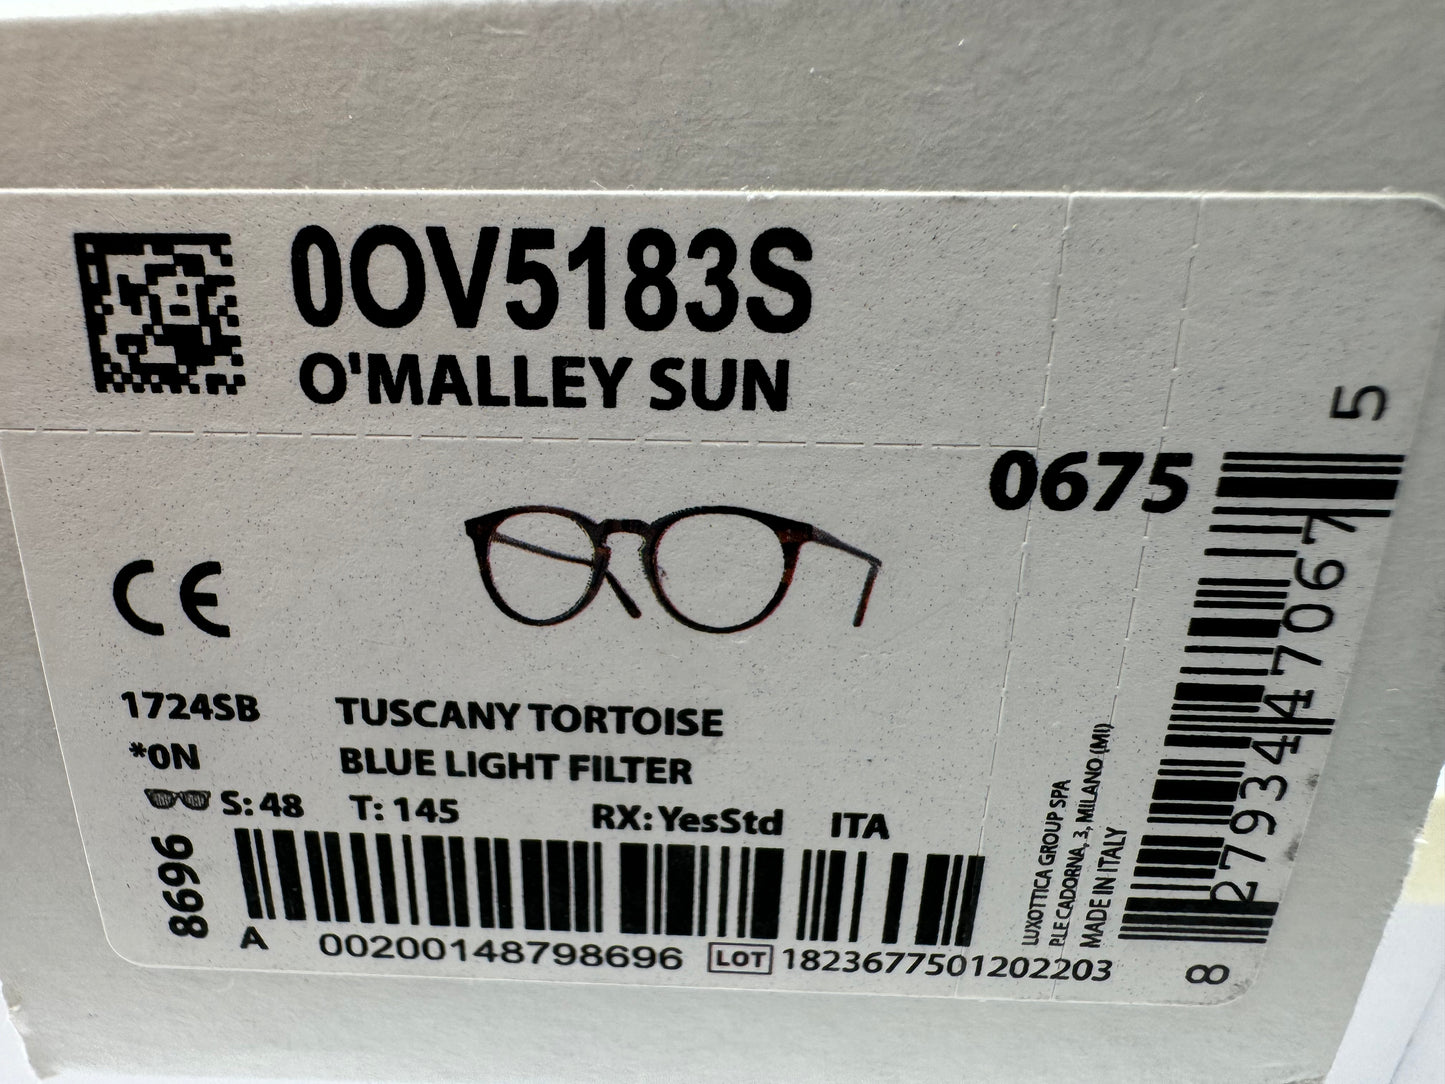 0OV5183S
O'MALLEY SUN
0675
CE
1724SB TUSCANY TORTOISE
*0N BLUE LIGHT FILTER
S: 48 T: 145 RX: YesStd ITA
8696
A 00200148798696 LOT 1823677501202203
LUXOTTICA GROUP SPA
P.LE CADORNA, 3, MILANO (MI)
MADE IN ITALY
8 279344 47067 5